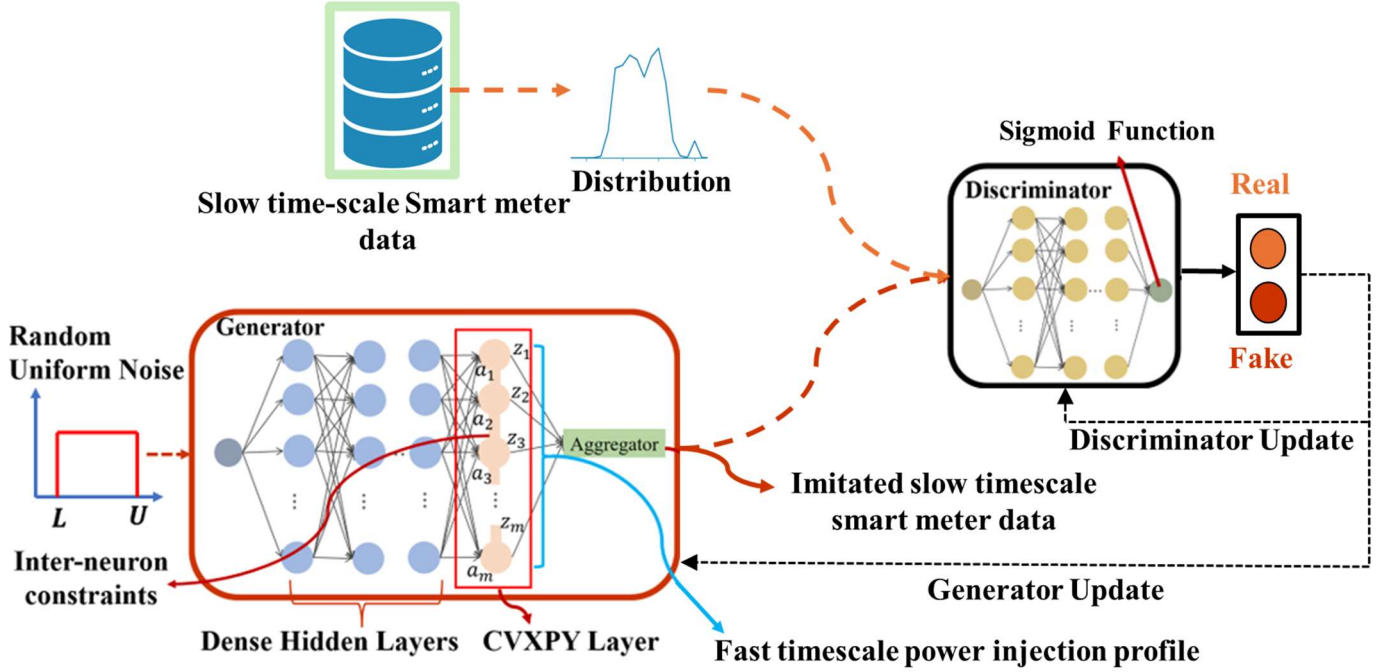 Slow time-scale Smart meter
data
Distribution
Sigmoid Function
Discriminator
Real
Fake
Discriminator Update
Generator Update
Random
Uniform Noise
L
U
Generator
a1
a2
a3
am
z1
z2
z3
zm
Aggregator
Imitated slow timescale
smart meter data
Inter-neuron
constraints
Dense Hidden Layers
CVXPY Layer
Fast timescale power injection profile